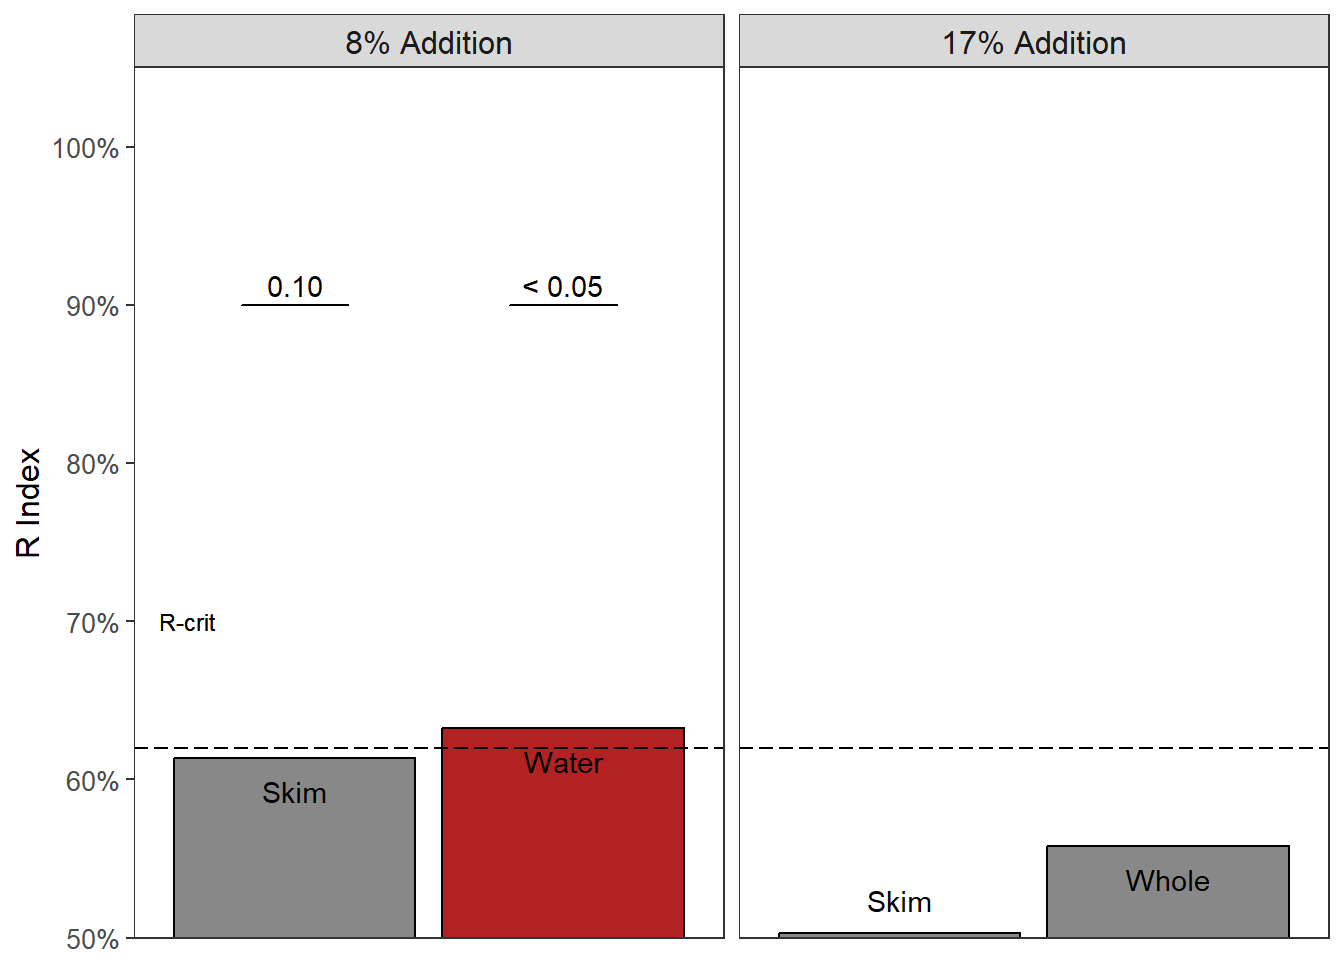 8% Addition
17% Addition
100%
90%
80%
70%
60%
50%
R Index
0.10
< 0.05
R-crit
Skim
Water
Skim
Whole